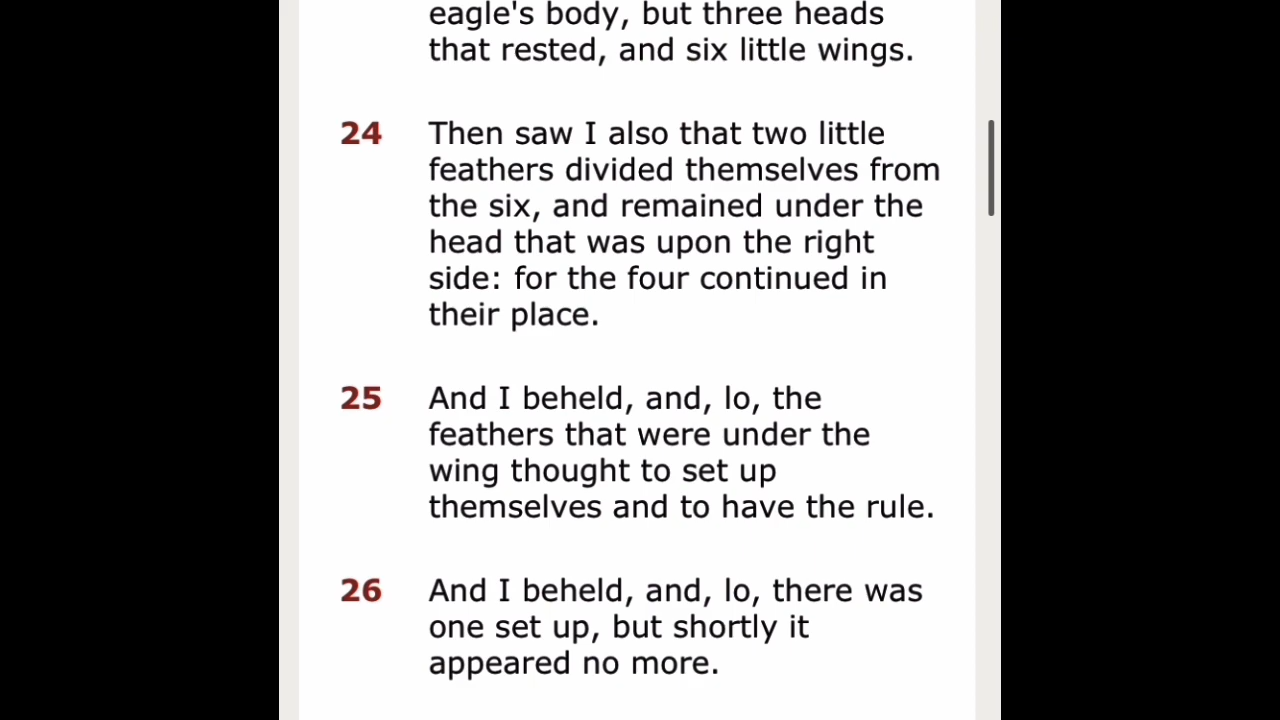 eagle's body, but three heads
that rested, and six little wings.
24 Then saw I also that two little
feathers divided themselves from
the six, and remained under the
head that was upon the right
side: for the four continued in
their place.
25 And I beheld, and, lo, the
feathers that were under the
wing thought to set up
themselves and to have the rule.
26 And I beheld, and, lo, there was
one set up, but shortly it
appeared no more.